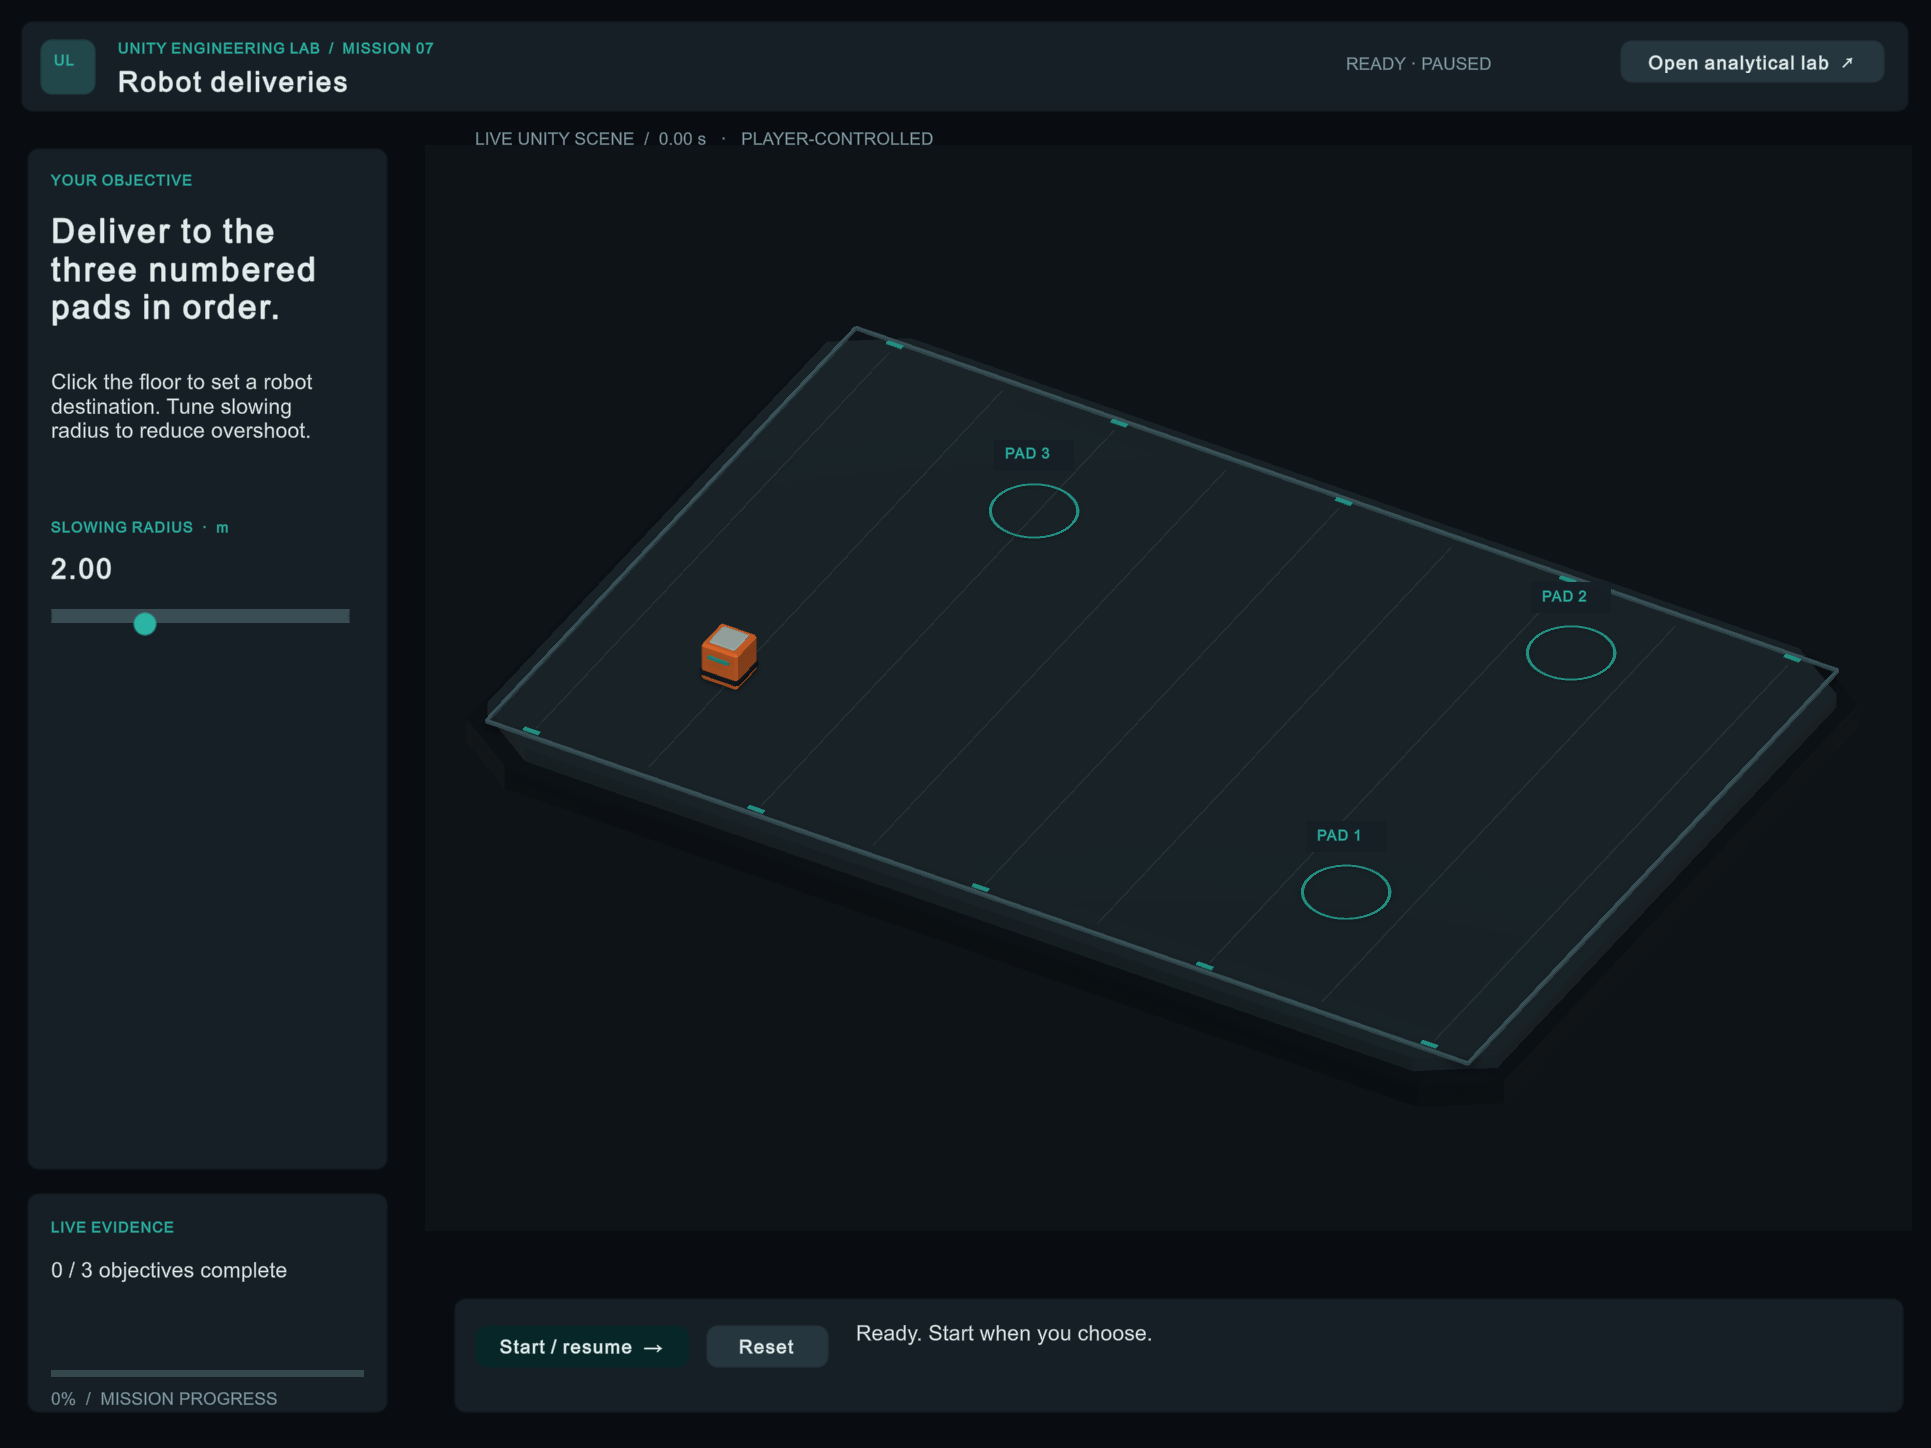 UL
UNITY ENGINEERING LAB / MISSION 07
Robot deliveries
READY · PAUSED
Open analytical lab ↗
LIVE UNITY SCENE / 0.00 s · PLAYER-CONTROLLED
YOUR OBJECTIVE
Deliver to the
three numbered
pads in order.
Click the floor to set a robot
destination. Tune slowing
radius to reduce overshoot.
SLOWING RADIUS · m
2.00
PAD 3
PAD 2
PAD 1
LIVE EVIDENCE
0 / 3 objectives complete
0% / MISSION PROGRESS
Start / resume →
Reset
Ready. Start when you choose.